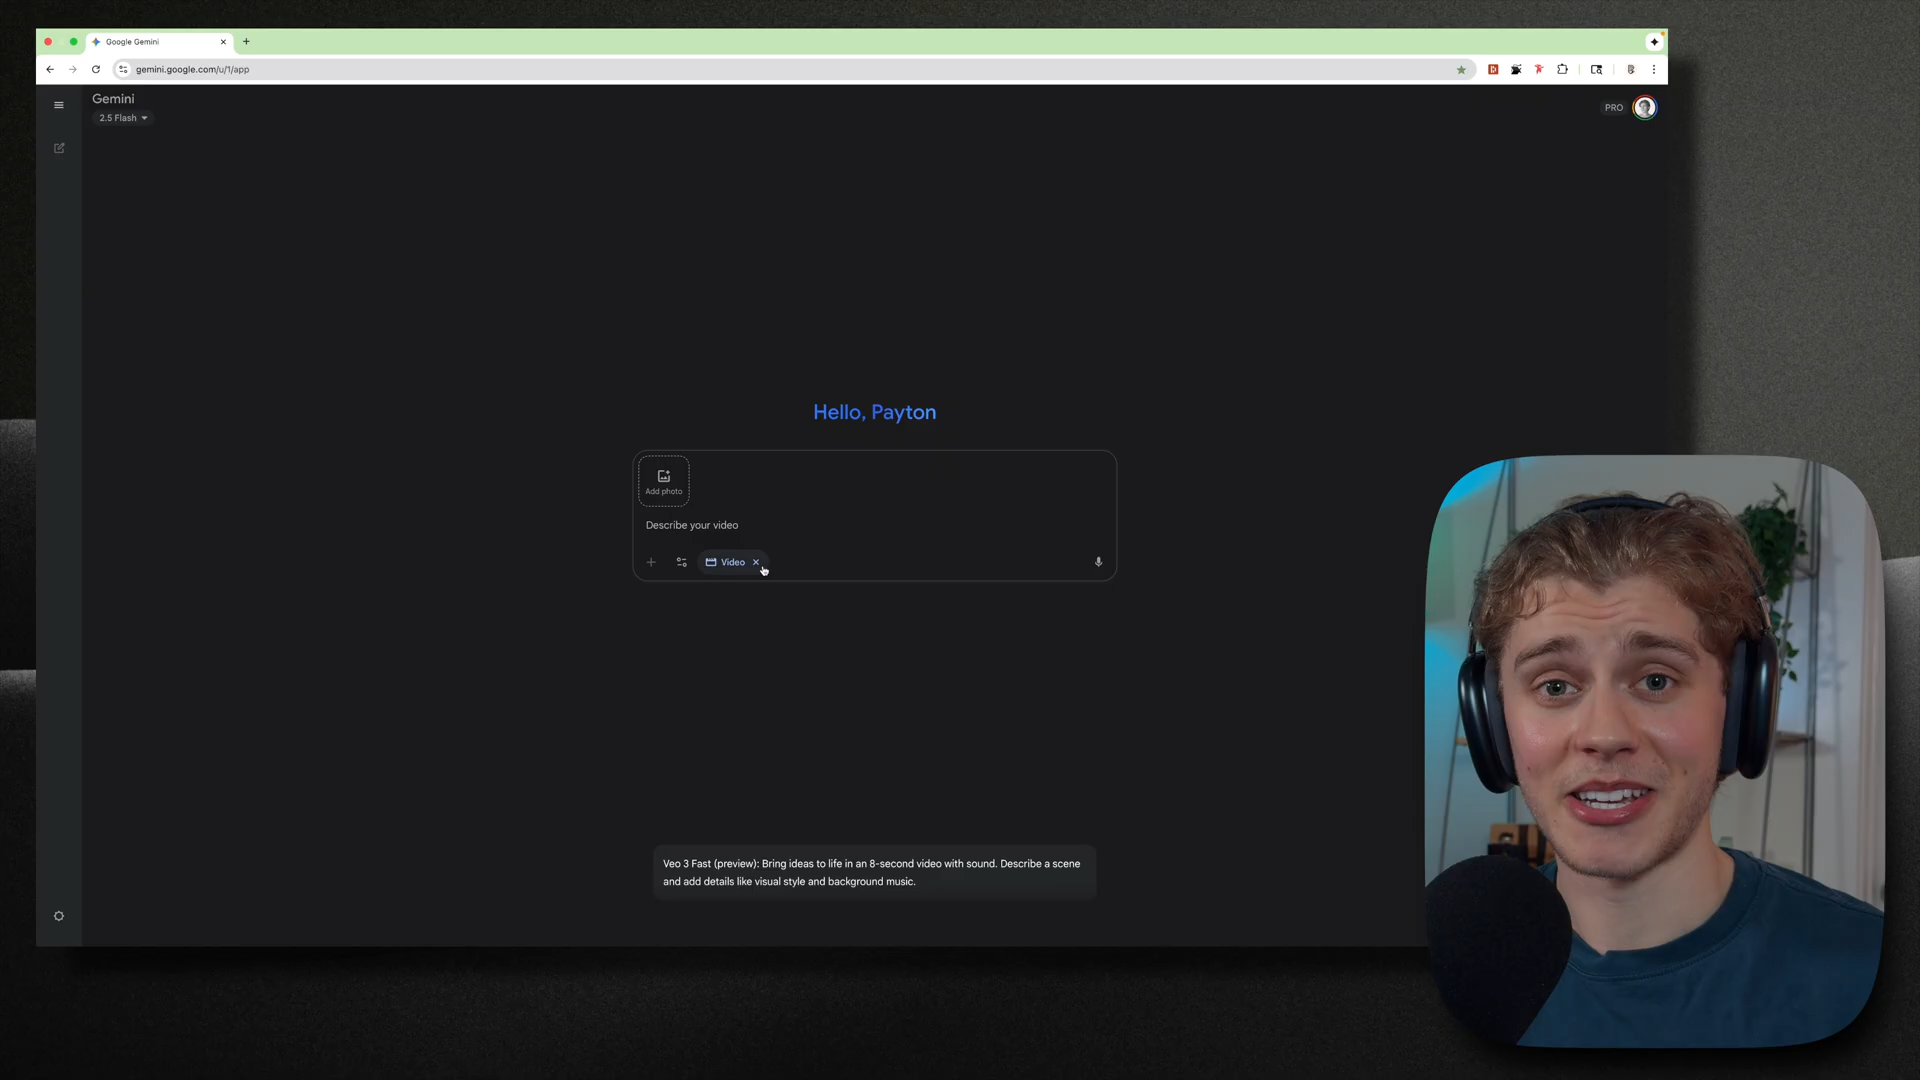 Google Gemini
gemini.google.com/u/1/app
Gemini
2.5 Flash
PRO
Hello, Payton
Add photo
Describe your video
Video
Veo 3 Fast (preview): Bring ideas to life in an 8-second video with sound. Describe a scene
and add details like visual style and background music.